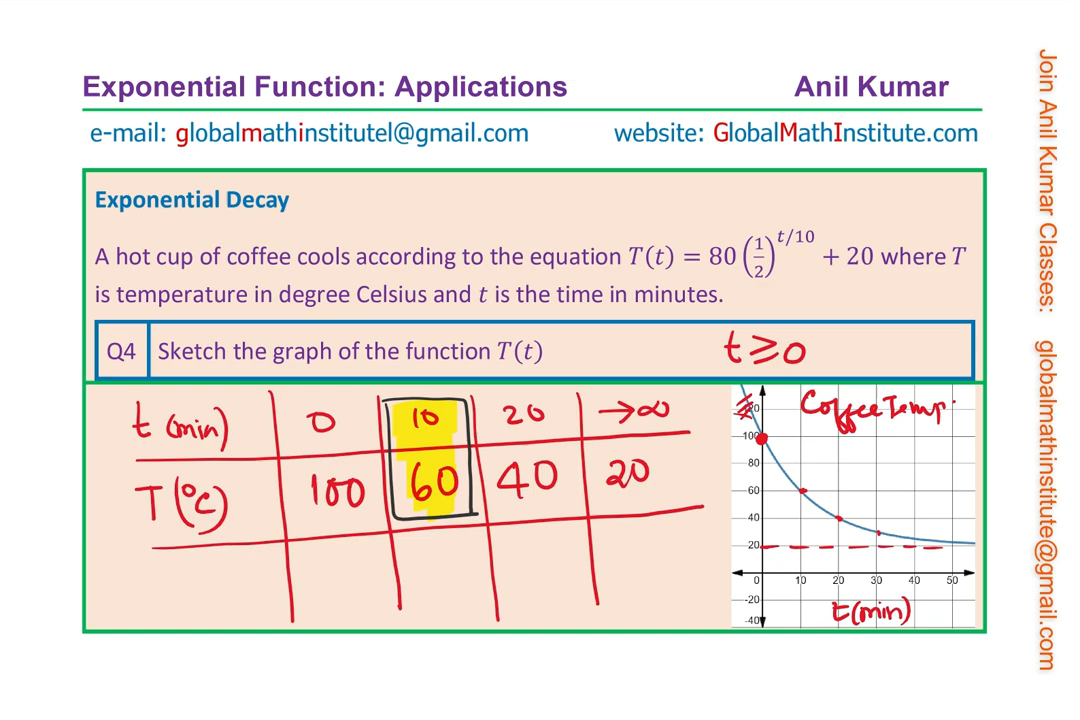 Exponential Function: Applications Anil Kumar
e-mail: globalmathinstitutel@gmail.com website: GlobalMathInstitute.com
Exponential Decay
A hot cup of coffee cools according to the equation T(t) = 80 (1/2)^{t/10} + 20 where T
is temperature in degree Celsius and t is the time in minutes.
Q4 Sketch the graph of the function T(t) t ≥ 0
t (min) 0 10 20 →∞
T (°C) 100 60 40 20
Coffee Temp.
100
80
60
40
20
0 10 20 30 40 50
-20
-40
t (min)
Join Anil Kumar Classes: globalmathinstitute@gmail.com